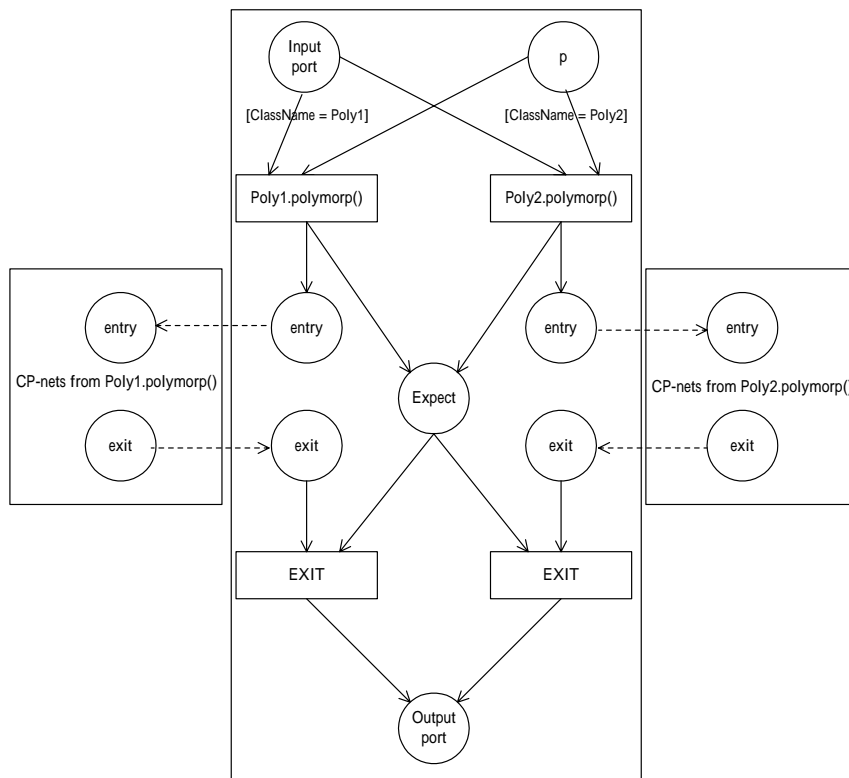 Input
port
p
[ClassName = Poly1]
[ClassName = Poly2]
Poly1.polymorp()
Poly2.polymorp()
entry
entry
entry
entry
CP-nets from Poly1.polymorp()
Expect
CP-nets from Poly2.polymorp()
exit
exit
exit
exit
EXIT
EXIT
Output
port